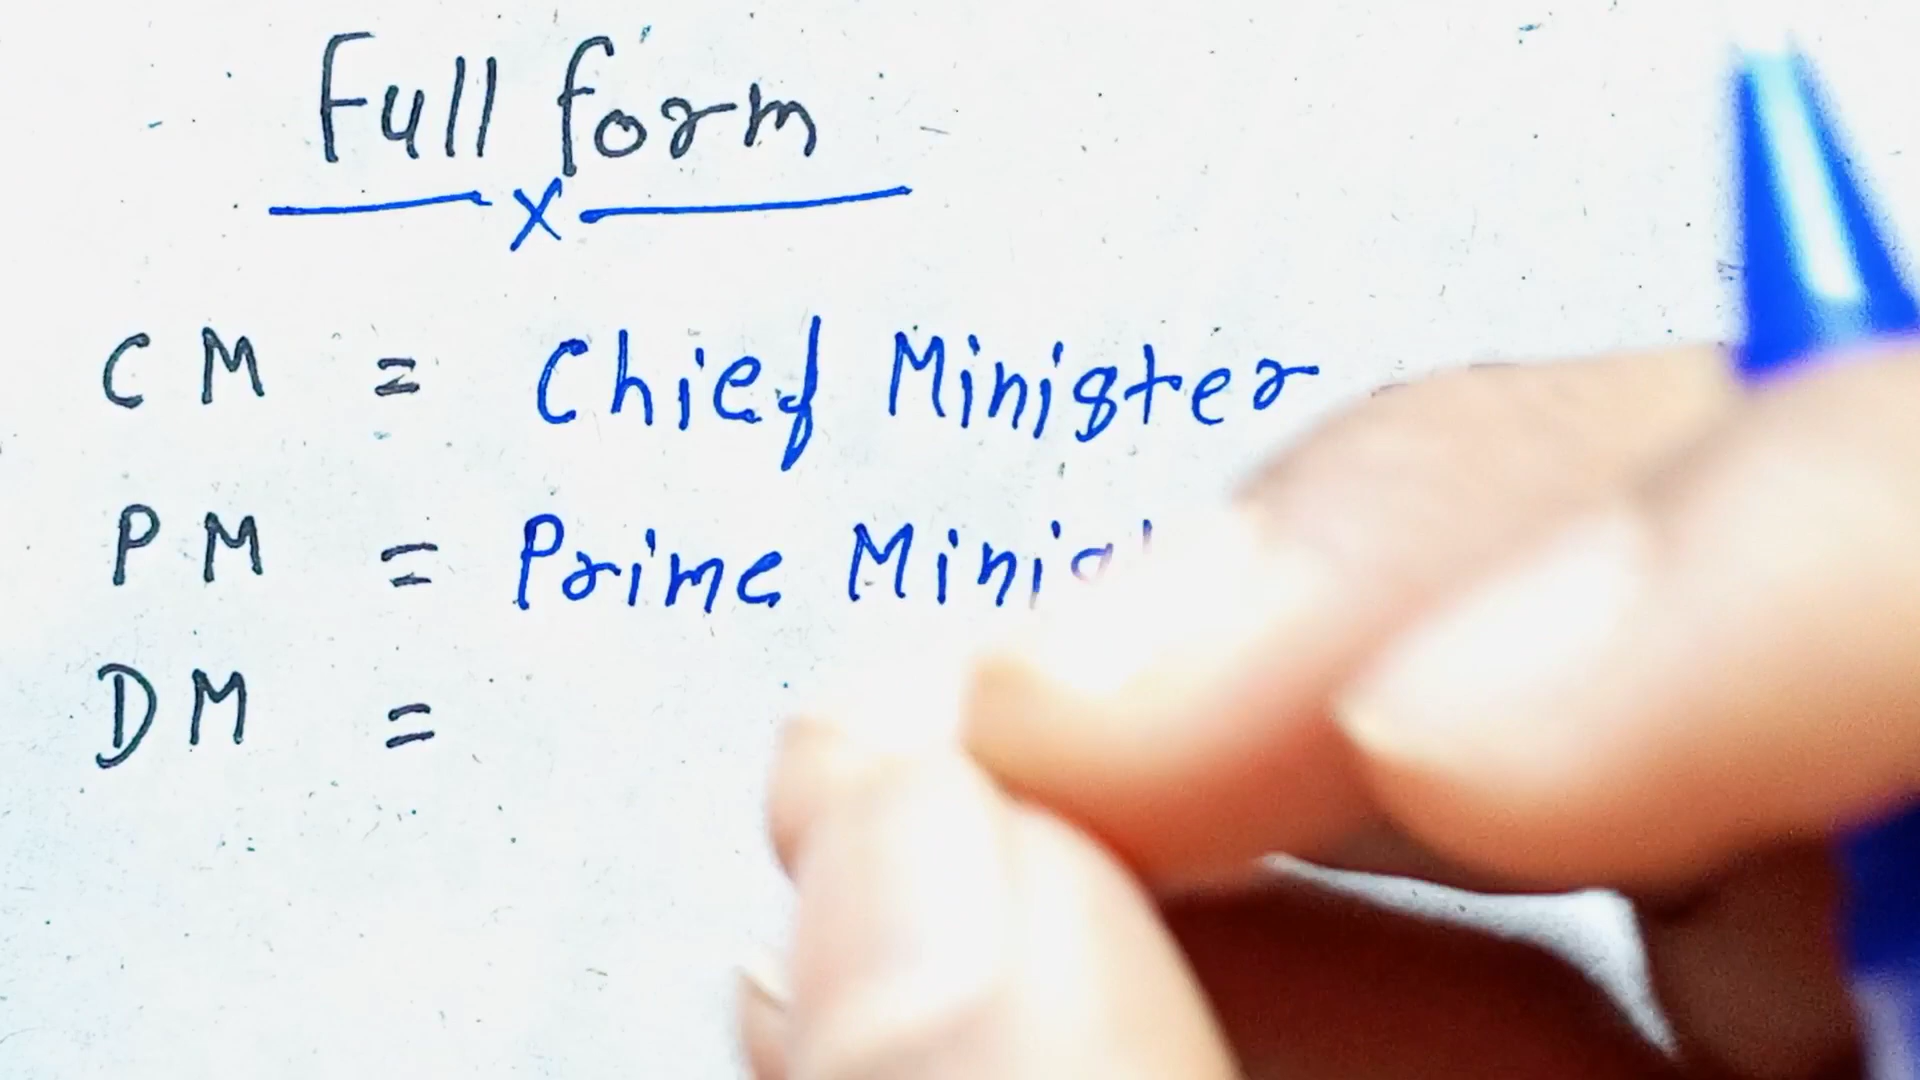 Full form
x
CM = Chief Minister
PM = Prime
DM =